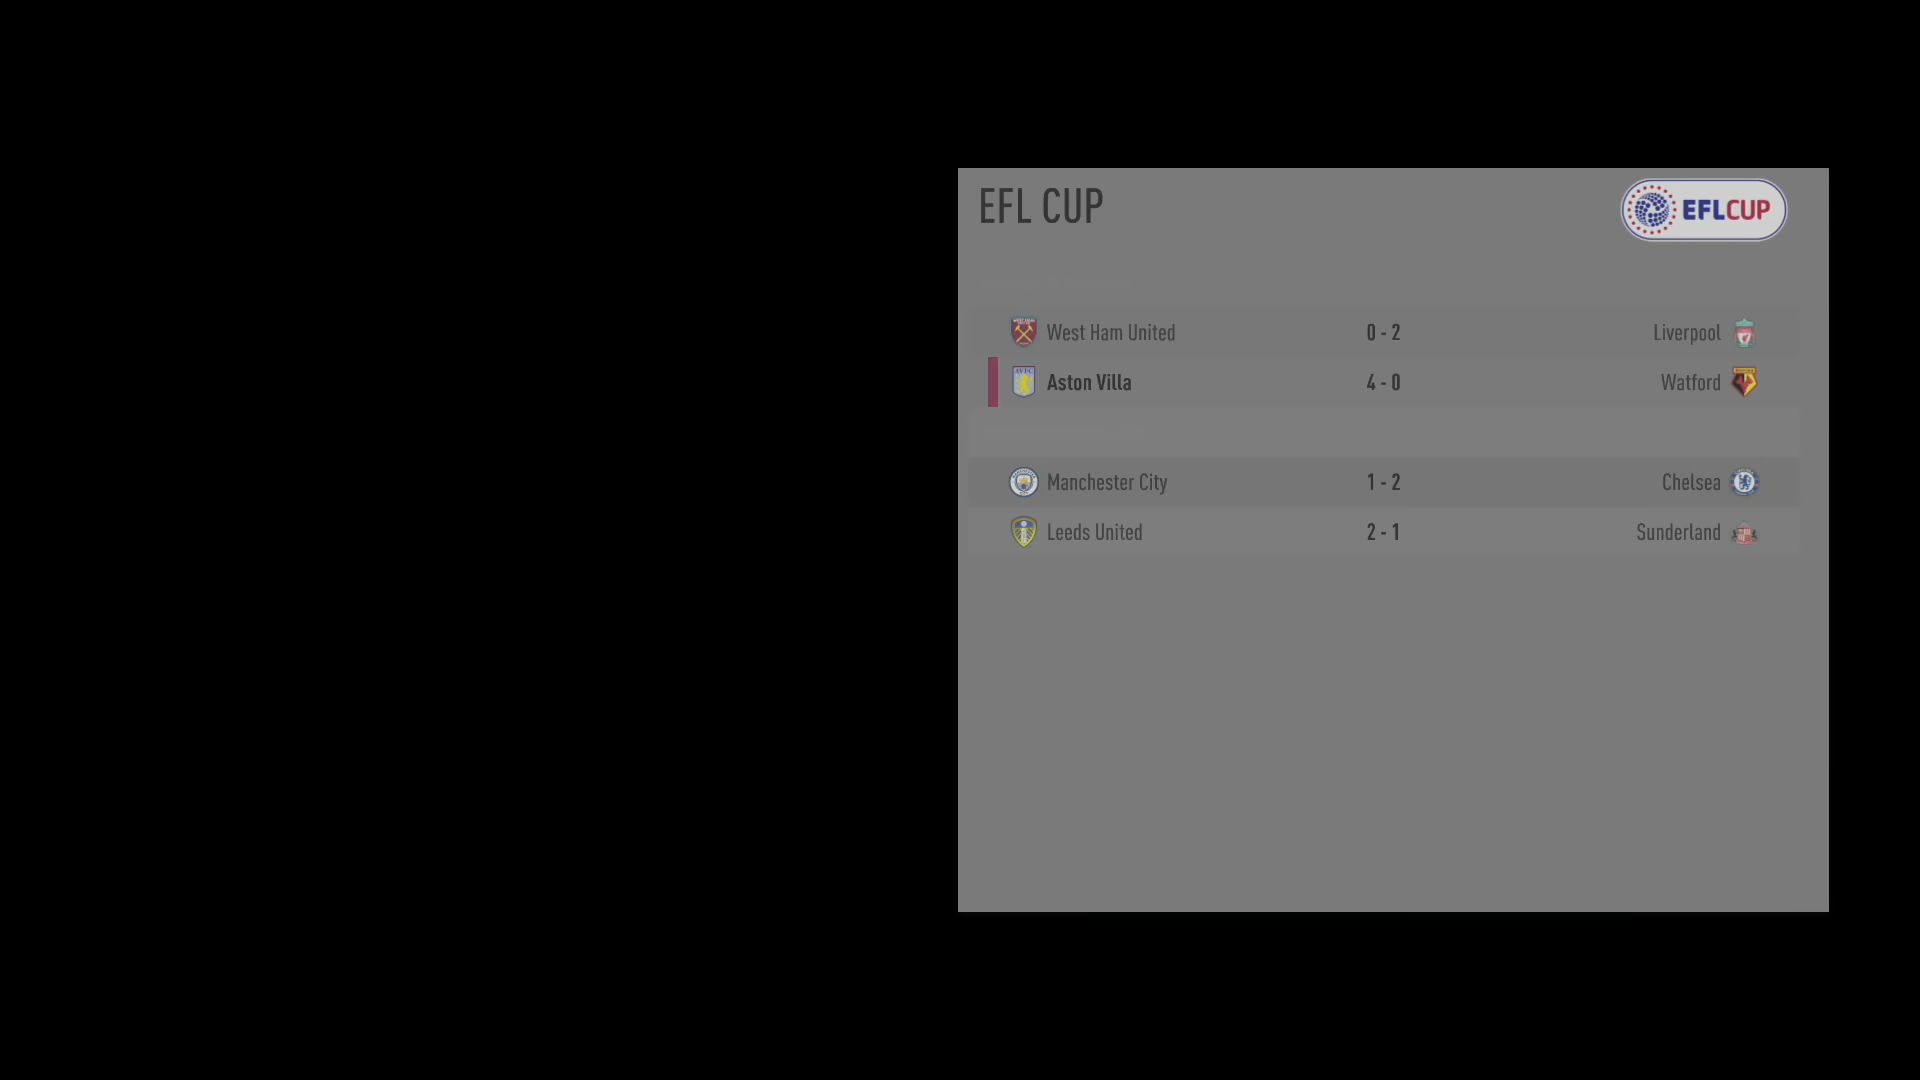 EFL CUP
EFLCUP
West Ham United 0 - 2 Liverpool
Aston Villa 4 - 0 Watford
Manchester City 1 - 2 Chelsea
Leeds United 2 - 1 Sunderland